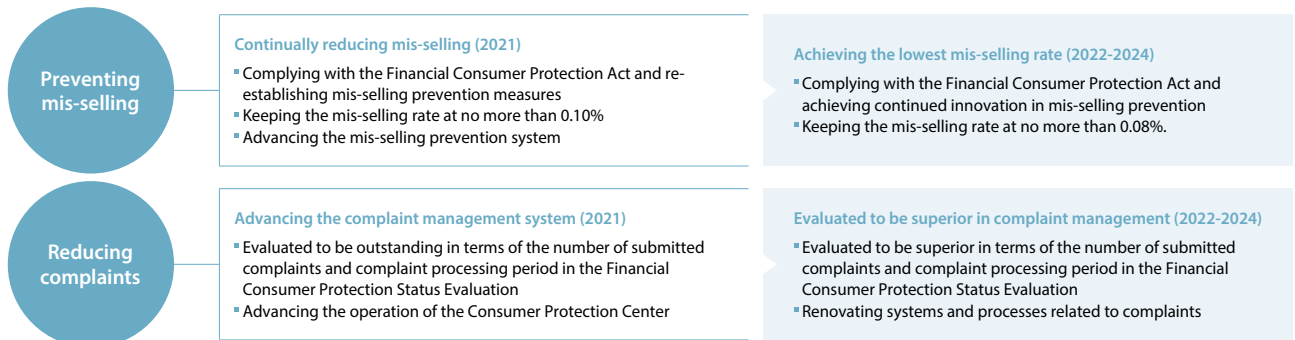 Preventing
mis-selling
Continually reducing mis-selling (2021)
▪Complying with the Financial Consumer Protection Act and re-
establishing mis-selling prevention measures
▪Keeping the mis-selling rate at no more than 0.10%
▪Advancing the mis-selling prevention system
Achieving the lowest mis-selling rate (2022-2024)
▪Complying with the Financial Consumer Protection Act and
achieving continued innovation in mis-selling prevention
▪Keeping the mis-selling rate at no more than 0.08%.
Reducing
complaints
Advancing the complaint management system (2021)
▪Evaluated to be outstanding in terms of the number of submitted
complaints and complaint processing period in the Financial
Consumer Protection Status Evaluation
▪Advancing the operation of the Consumer Protection Center
Evaluated to be superior in complaint management (2022-2024)
▪Evaluated to be superior in terms of the number of submitted
complaints and complaint processing period in the Financial
Consumer Protection Status Evaluation
▪Renovating systems and processes related to complaints